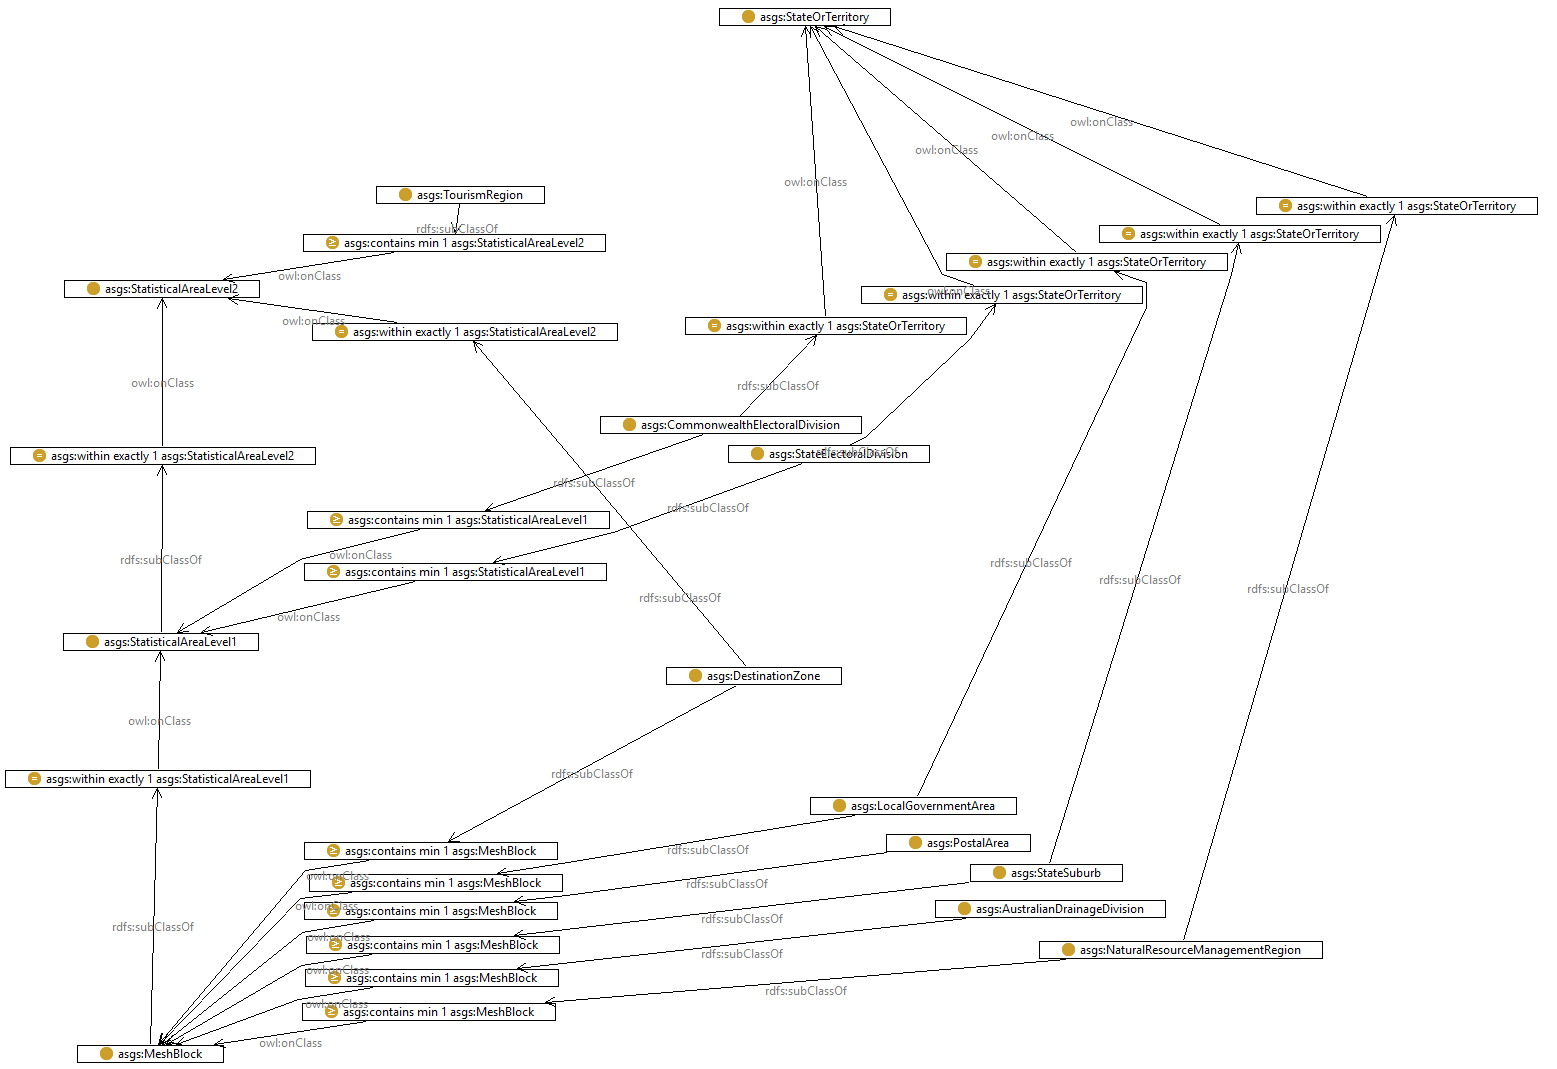 asgs:StateOrTerritory
owl:onClass
owl:onClass
owl:onClass
owl:onClass
asgs:TourismRegion
asgs:within exactly 1 asgs:StateOrTerritory
rdfs:subClassOf
asgs:within exactly 1 asgs:StateOrTerritory
asgs:contains min 1 asgs:StatisticalAreaLevel2
asgs:within exactly 1 asgs:StateOrTerritory
owl:onClass
asgs:StatisticalAreaLevel2
owl:onClass
asgs:within exactly 1 asgs:StateOrTerritory
owl:onClass
asgs:within exactly 1 asgs:StateOrTerritory
asgs:within exactly 1 asgs:StatisticalAreaLevel2
owl:onClass
rdfs:subClassOf
asgs:CommonwealthElectoralDivision
asgs:StateElectoralDivision
rdfs:subClassOf
asgs:within exactly 1 asgs:StatisticalAreaLevel2
rdfs:subClassOf
rdfs:subClassOf
asgs:contains min 1 asgs:StatisticalAreaLevel1
owl:onClass
rdfs:subClassOf
rdfs:subClassOf
asgs:contains min 1 asgs:StatisticalAreaLevel1
rdfs:subClassOf
rdfs:subClassOf
rdfs:subClassOf
owl:onClass
asgs:StatisticalAreaLevel1
asgs:DestinationZone
owl:onClass
rdfs:subClassOf
asgs:within exactly 1 asgs:StatisticalAreaLevel1
asgs:LocalGovernmentArea
asgs:PostalArea
asgs:contains min 1 asgs:MeshBlock
rdfs:subClassOf
asgs:StateSuburb
owl:onClass
asgs:contains min 1 asgs:MeshBlock
rdfs:subClassOf
owl:onClass
asgs:contains min 1 asgs:MeshBlock
asgs:AustralianDrainageDivision
rdfs:subClassOf
rdfs:subClassOf
owl:onClass
asgs:contains min 1 asgs:MeshBlock
asgs:NaturalResourceManagementRegion
rdfs:subClassOf
owl:onClass
asgs:contains min 1 asgs:MeshBlock
rdfs:subClassOf
owl:onClass
asgs:contains min 1 asgs:MeshBlock
owl:onClass
asgs:MeshBlock